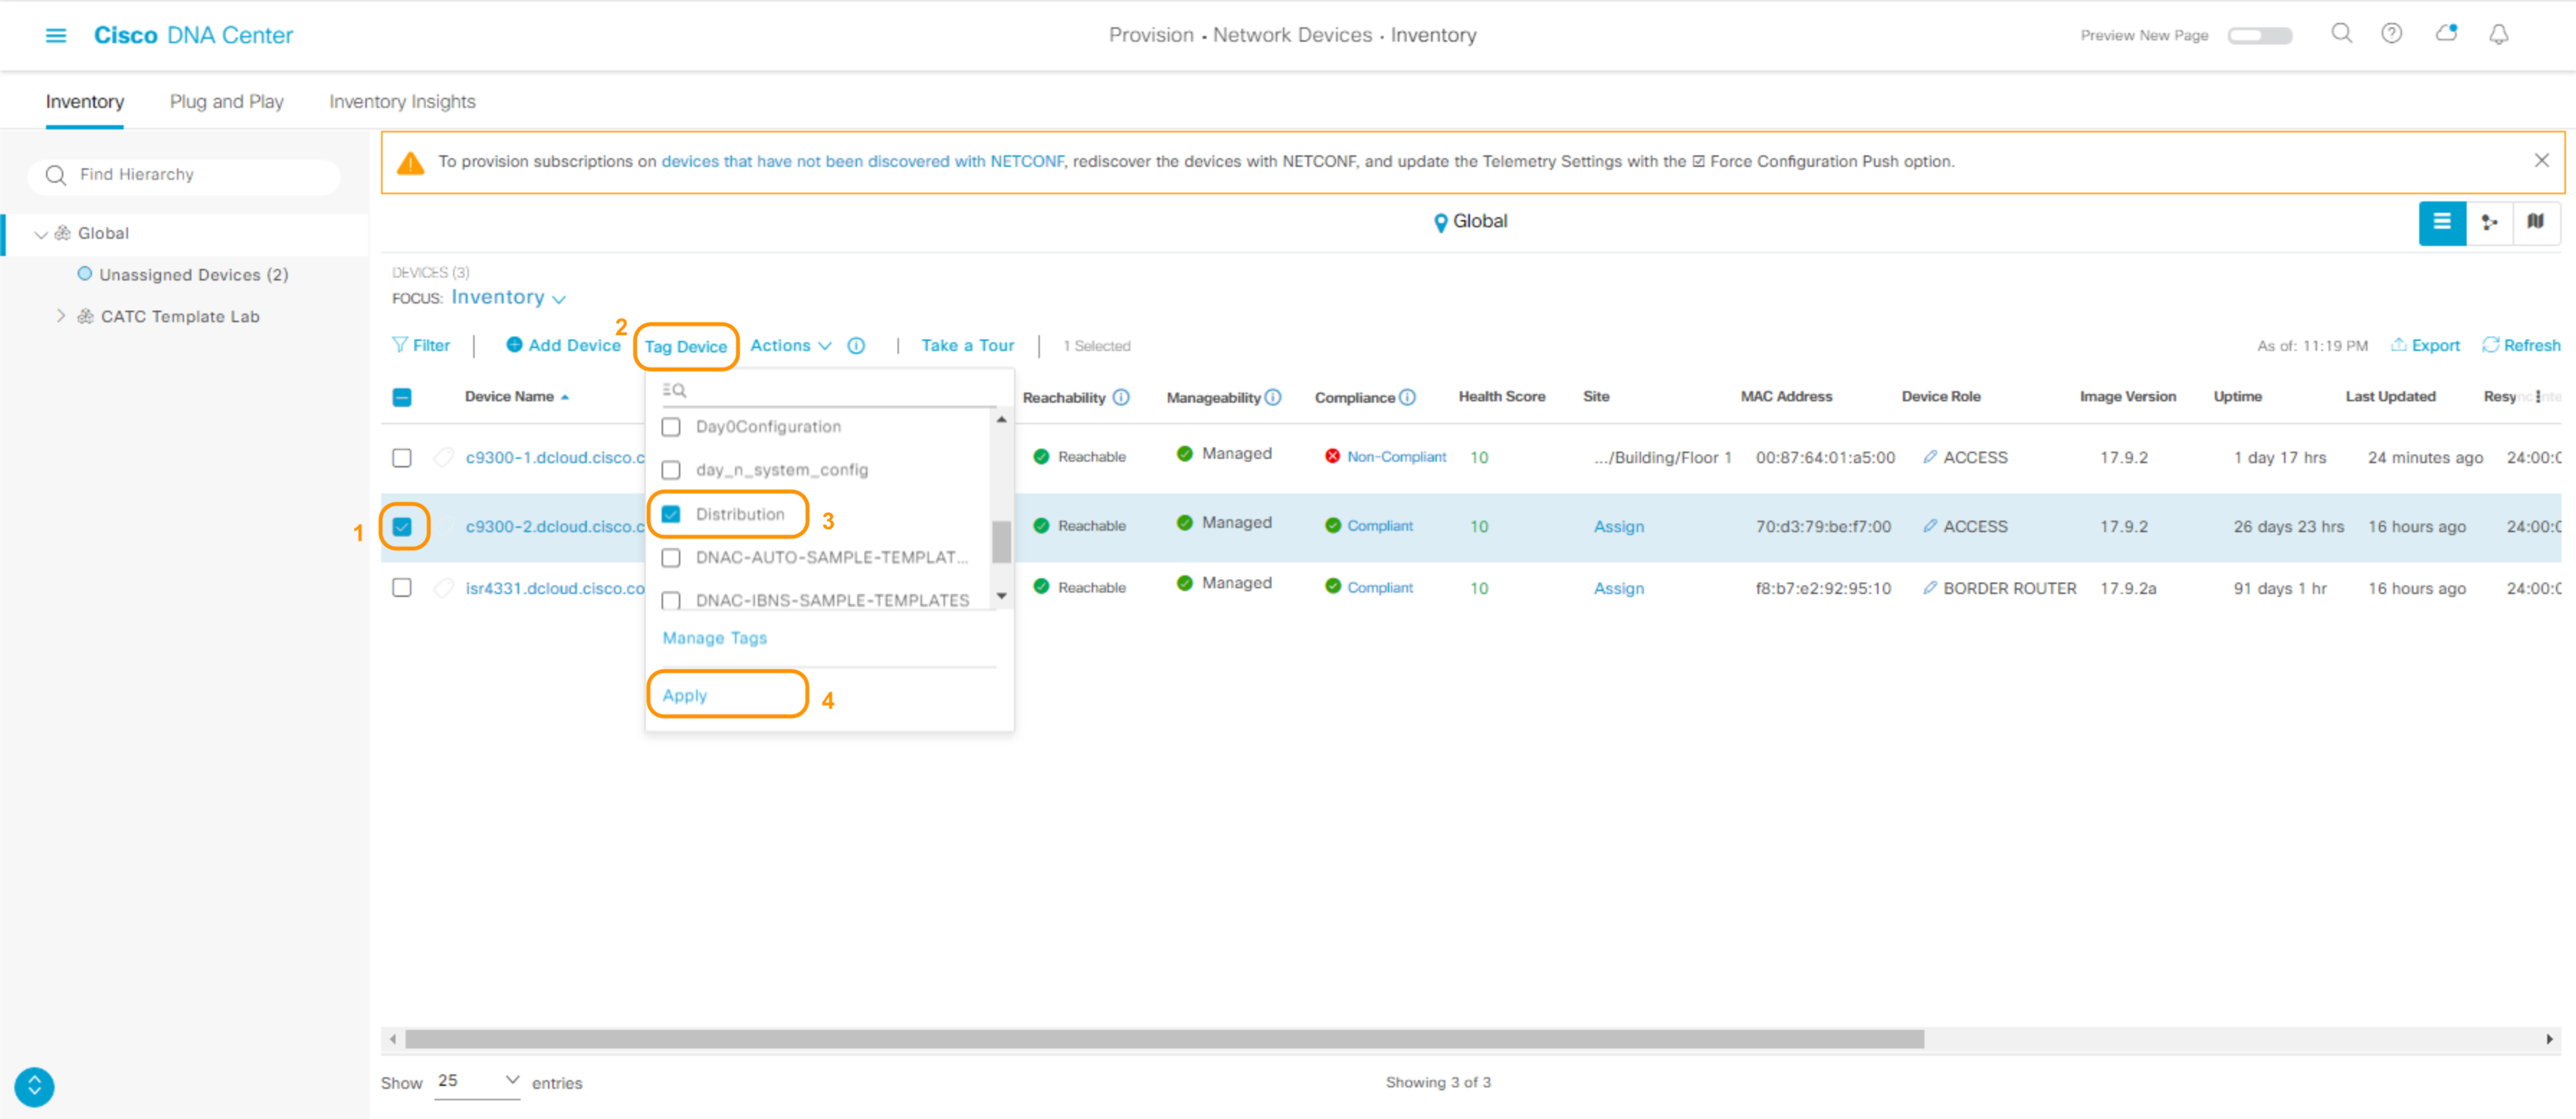 Cisco DNA Center
Provision • Network Devices • Inventory
Preview New Page
Inventory
Plug and Play
Inventory Insights
Find Hierarchy
Global
Unassigned Devices (2)
CATC Template Lab
To provision subscriptions on devices that have not been discovered with NETCONF, rediscover the devices with NETCONF, and update the Telemetry Settings with the ☑ Force Configuration Push option.
Global
DEVICES (3)
FOCUS: Inventory
Filter | Add Device 2 Tag Device Actions | Take a Tour | 1 Selected
As of: 11:19 PM Export Refresh
Device Name Reachability Manageability Compliance Health Score Site MAC Address Device Role Image Version Uptime Last Updated
c9300-1.dcloud.cisco.c Reachable Managed Non-Compliant 10 .../Building/Floor 1 00:87:64:01:a5:00 ACCESS 17.9.2 1 day 17 hrs 24 minutes ago 24:00:0
1 c9300-2.dcloud.cisco.c Reachable Managed Compliant 10 Assign 70:d3:79:be:f7:00 ACCESS 17.9.2 26 days 23 hrs 16 hours ago 24:00:0
isr4331.dcloud.cisco.co Reachable Managed Compliant 10 Assign f8:b7:e2:92:95:10 BORDER ROUTER 17.9.2a 91 days 1 hr 16 hours ago 24:00:0
Day0Configuration
day_n_system_config
Distribution 3
DNAC-AUTO-SAMPLE-TEMPLAT...
DNAC-IBNS-SAMPLE-TEMPLATES
Manage Tags
Apply 4
Show 25 entries
Showing 3 of 3